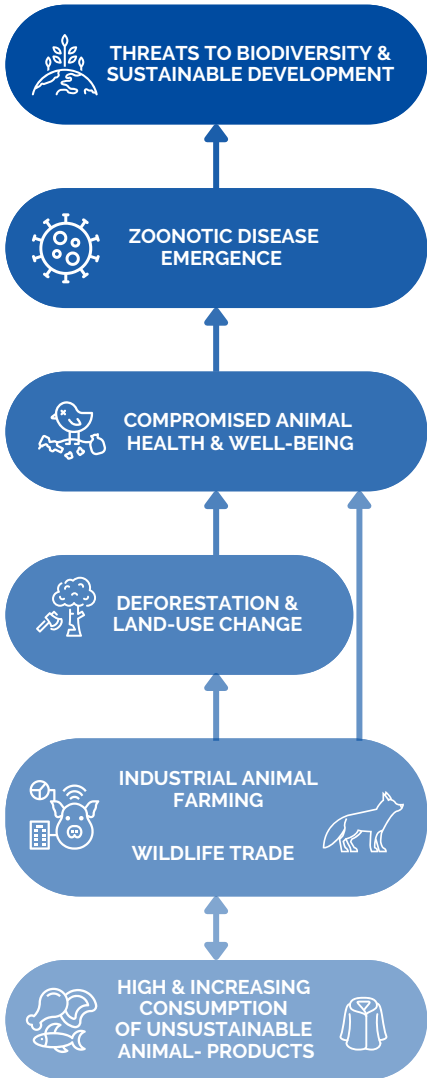 THREATS TO BIODIVERSITY &
SUSTAINABLE DEVELOPMENT
ZOONOTIC DISEASE
EMERGENCE
COMPROMISED ANIMAL
HEALTH & WELL-BEING
DEFORESTATION &
LAND-USE CHANGE
INDUSTRIAL ANIMAL
FARMING
WILDLIFE TRADE
HIGH & INCREASING
CONSUMPTION
OF UNSUSTAINABLE
ANIMAL- PRODUCTS